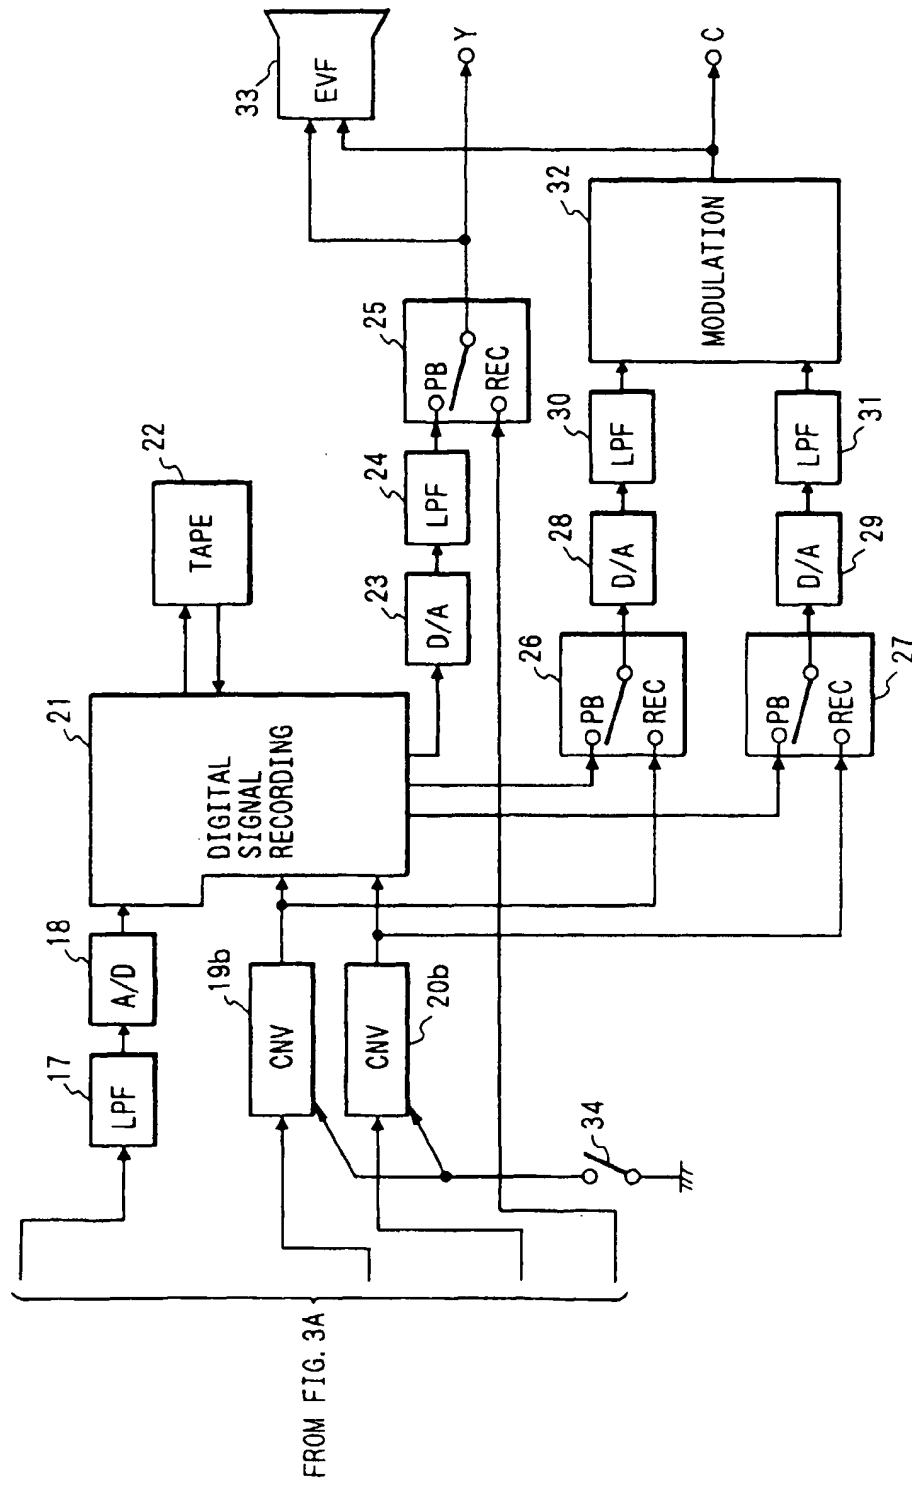 FROM FIG. 3A
17
LPF
18
A/D
21
DIGITAL
SIGNAL
RECORDING
22
TAPE
19b
CNV
20b
CNV
34
23
D/A
24
LPF
25
PB
REC
33
EVF
Y
26
PB
REC
28
D/A
30
LPF
27
PB
REC
29
D/A
31
LPF
32
MODULATION
C